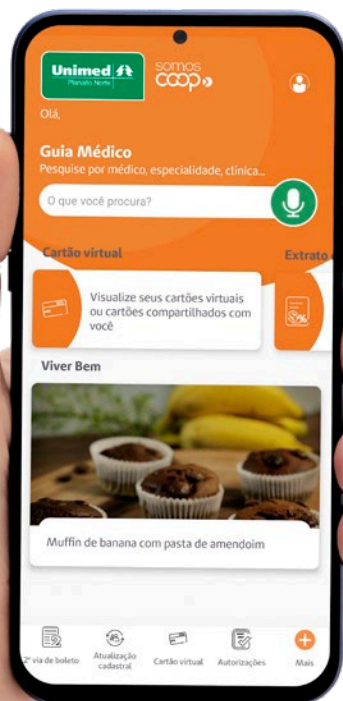 Unimed
Planalto Norte
somos
coop
Olá,
Guia Médico
Pesquise por médico, especialidade, clínica...
O que você procura?
Cartão virtual
Extrato
Visualize seus cartões virtuais
ou cartões compartilhados com
você
$%
Viver Bem
Muffin de banana com pasta de amendoim
2ª via de boleto
Atualização
cadastral
Cartão virtual
Autorizações
Mais